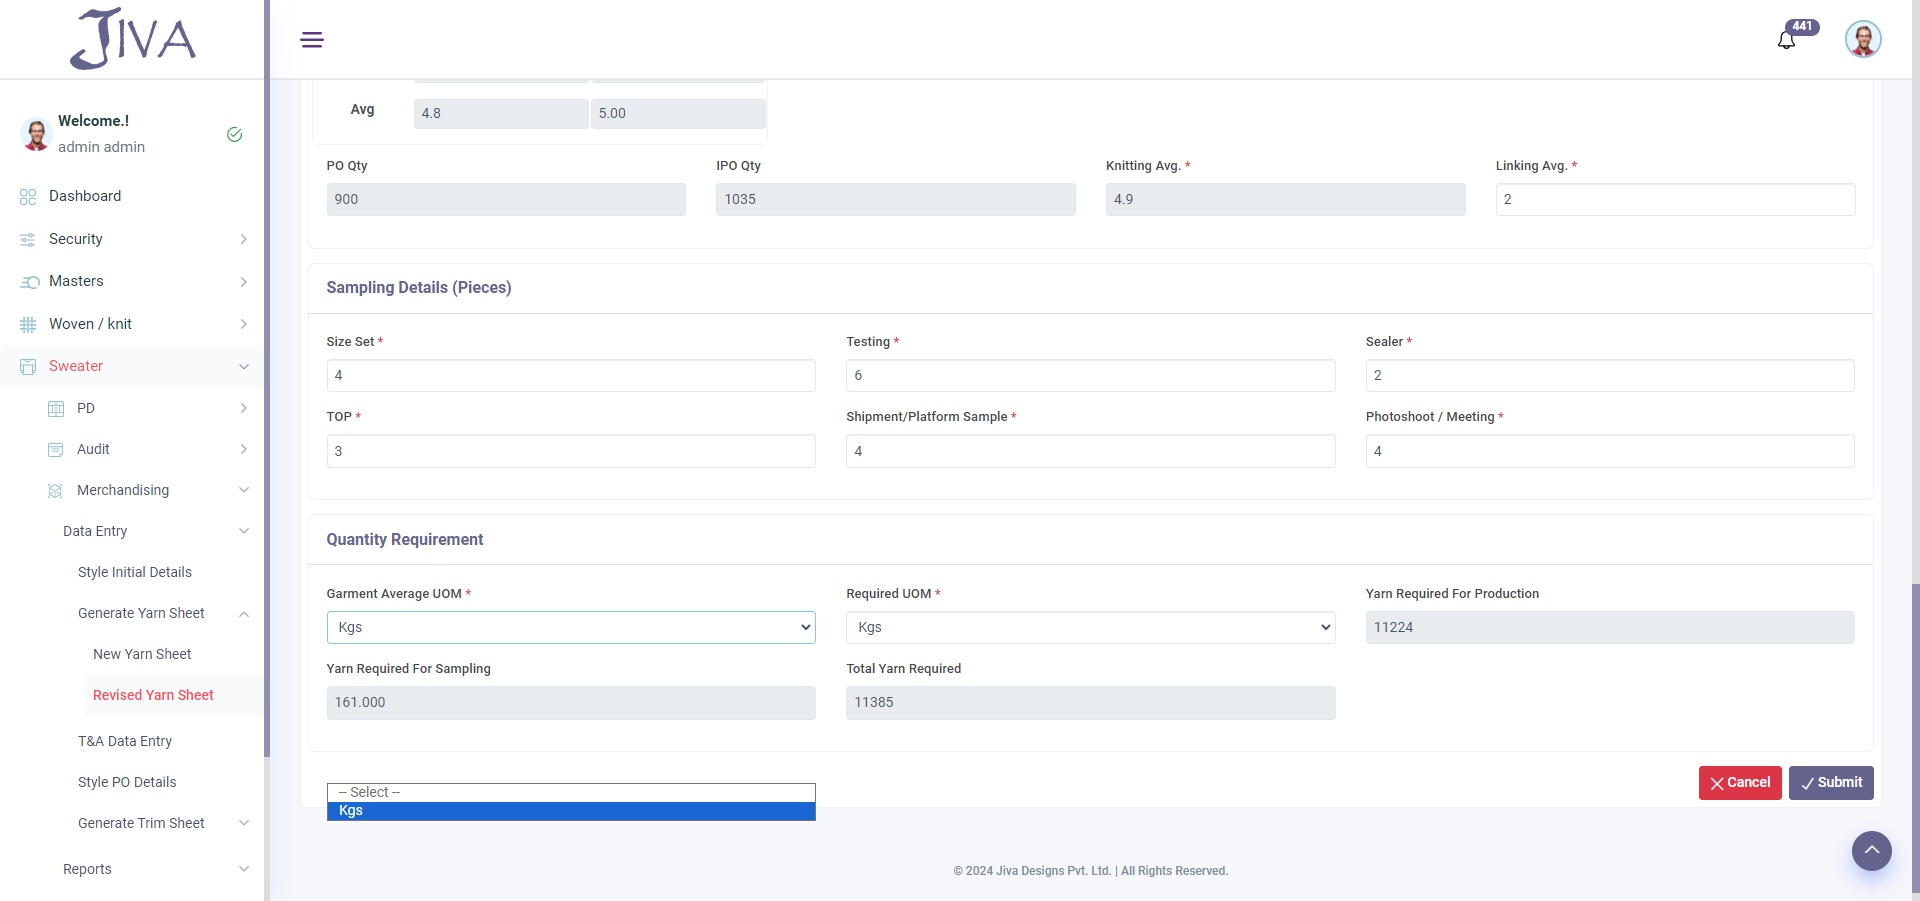 JIVA
441
Welcome.!
admin admin
Dashboard
Security
Masters
Woven / knit
Sweater
PD
Audit
Merchandising
Data Entry
Style Initial Details
Generate Yarn Sheet
New Yarn Sheet
Revised Yarn Sheet
T&A Data Entry
Style PO Details
Generate Trim Sheet
Reports
Avg 4.8 5.00
PO Qty IPO Qty Knitting Avg. * Linking Avg. *
900 1035 4.9 2
Sampling Details (Pieces)
Size Set * Testing * Sealer *
4 6 2
TOP * Shipment/Platform Sample * Photoshoot / Meeting *
3 4 4
Quantity Requirement
Garment Average UOM * Required UOM * Yarn Required For Production
Kgs Kgs 11224
Yarn Required For Sampling Total Yarn Required
161.000 11385
-- Select --
Kgs
Cancel Submit
© 2024 Jiva Designs Pvt. Ltd. | All Rights Reserved.